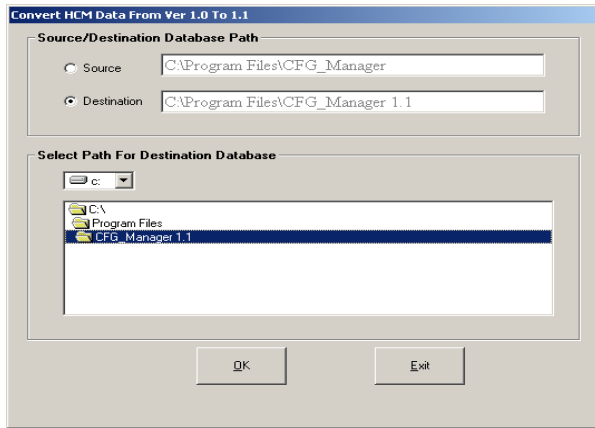 Convert HCM Data From Ver 1.0 To 1.1
Source/Destination Database Path
Source C:\Program Files\CFG_Manager
Destination C:\Program Files\CFG_Manager 1.1
Select Path For Destination Database
c:
C:\
Program Files
CFG_Manager 1.1
OK Exit